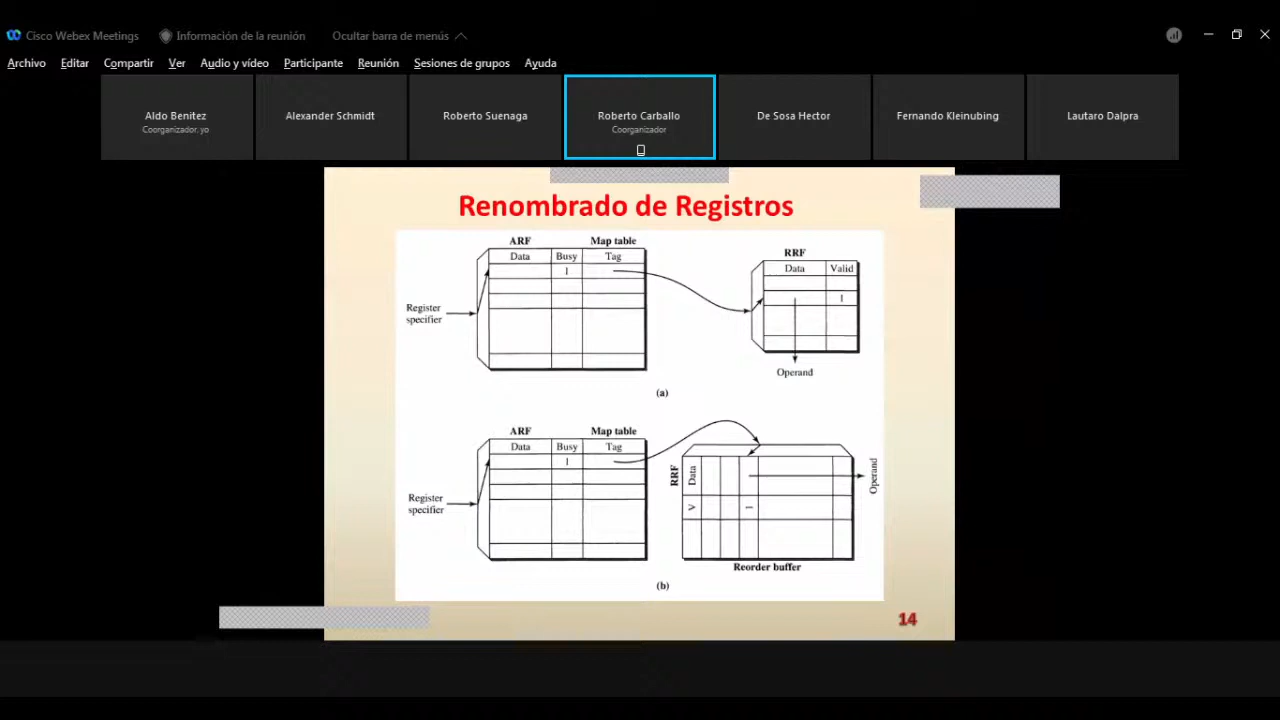 Cisco Webex Meetings
Información de la reunión
Ocultar barra de menús
Archivo Editar Compartir Ver Audio y vídeo Participante Reunión Sesiones de grupos Ayuda
Aldo Benitez
Coorganizador, yo
Alexander Schmidt
Roberto Suenaga
Roberto Carballo
Coorganizador
De Sosa Hector
Fernando Kleinubing
Lautaro Dalpra
Renombrado de Registros
ARF Map table
Data Busy Tag
1
Register
specifier
RRF
Data Valid
1
Operand
(a)
ARF Map table
Data Busy Tag
1
Register
specifier
RRF
Data
V
1
Operand
Reorder buffer
(b)
14